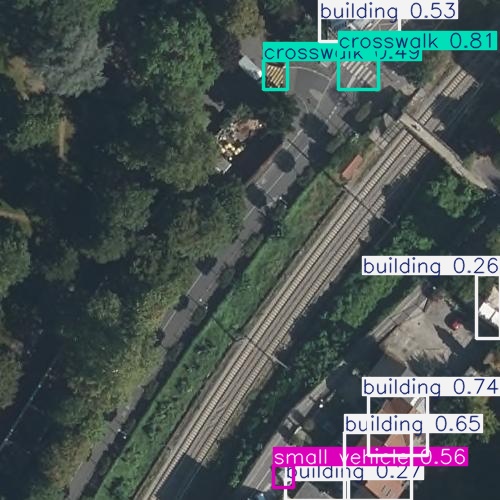 building 0.53
crosswalk 0.81
crosswalk 0.49
building 0.26
building 0.74
building 0.65
small vehicle 0.56
building 0.27